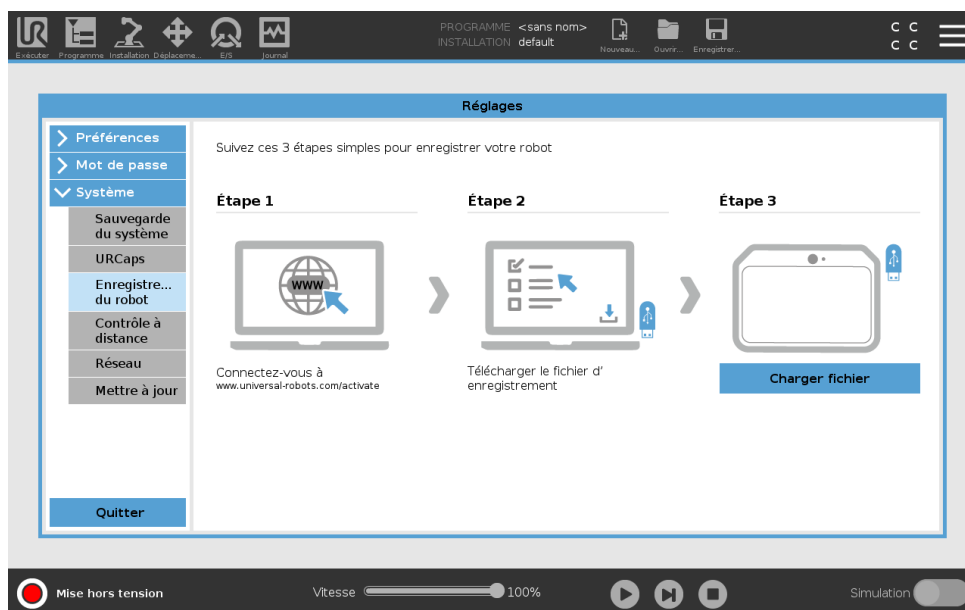 PROGRAMME <sans nom>
INSTALLATION default
Exécuter Programme Installation Déplaceme... E/S Journal Nouveau... Ouvrir... Enregistrer...
C C
C C
Réglages
Préférences
Mot de passe
Système
Sauvegarde
du système
URCaps
Enregistre...
du robot
Contrôle à
distance
Réseau
Mettre à jour
Quitter
Suivez ces 3 étapes simples pour enregistrer votre robot
Étape 1
WWW
Connectez-vous à
www.universal-robots.com/activate
Étape 2
Télécharger le fichier d'
enregistrement
Étape 3
Charger fichier
Mise hors tension
Vitesse 100%
Simulation